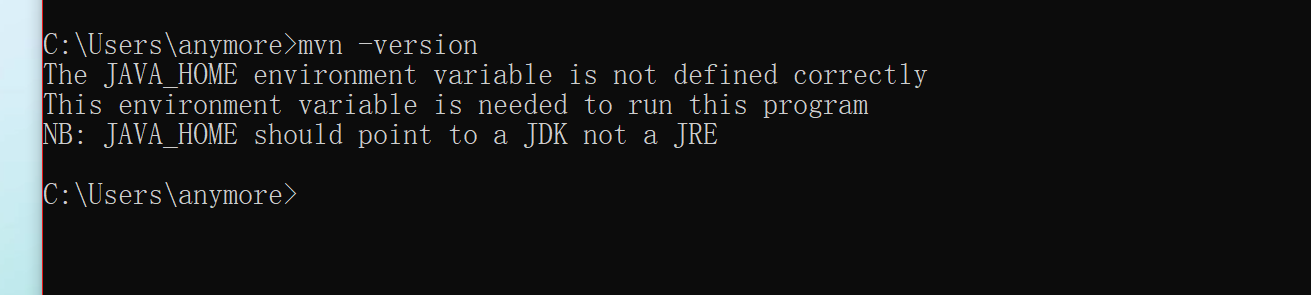 C:\Users\anymore>mvn -version
The JAVA_HOME environment variable is not defined correctly
This environment variable is needed to run this program
NB: JAVA_HOME should point to a JDK not a JRE
C:\Users\anymore>